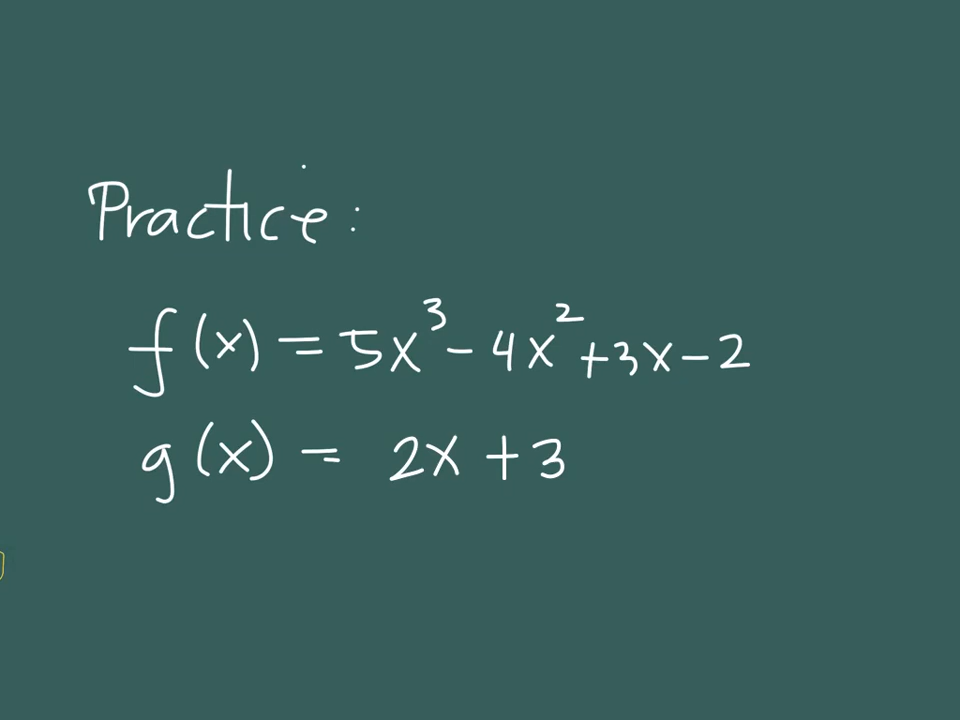 Practice:
f(x) = 5x³ - 4x² + 3x - 2
g(x) = 2x + 3